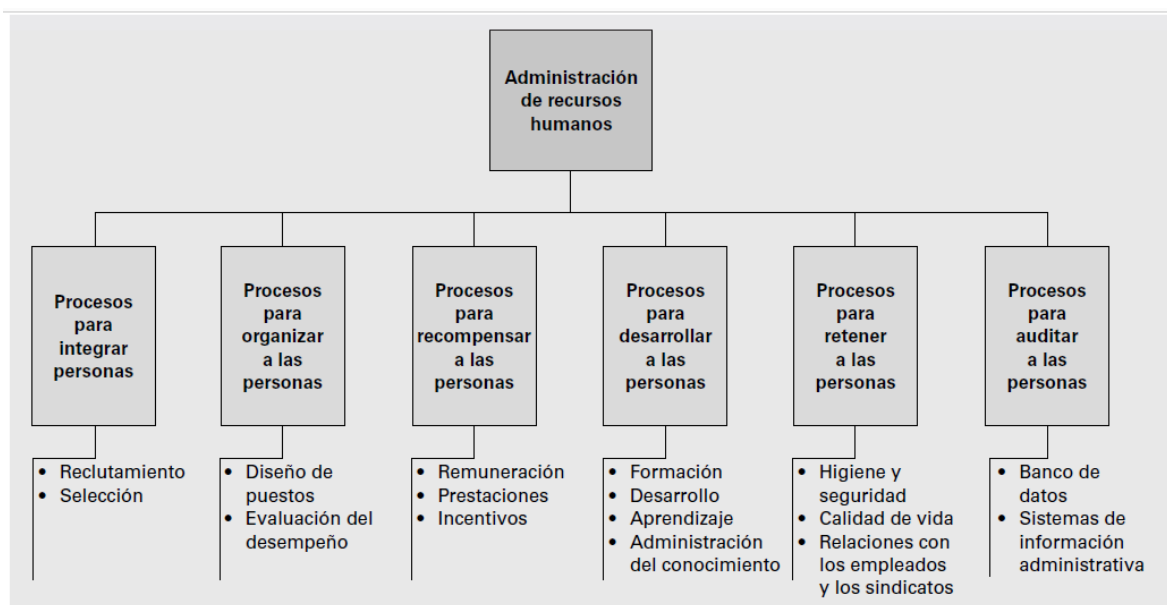 Administración
de recursos
humanos
Procesos
para
integrar
personas
Procesos
para
organizar
a las
personas
Procesos
para
recompensar
a las
personas
Procesos
para
desarrollar
a las
personas
Procesos
para
retener
a las
personas
Procesos
para
auditar
a las
personas
• Reclutamiento
• Selección
• Diseño de
puestos
• Evaluación del
desempeño
• Remuneración
• Prestaciones
• Incentivos
• Formación
• Desarrollo
• Aprendizaje
• Administración
del conocimiento
• Higiene y
seguridad
• Calidad de vida
• Relaciones con
los empleados
y los sindicatos
• Banco de
datos
• Sistemas de
información
administrativa